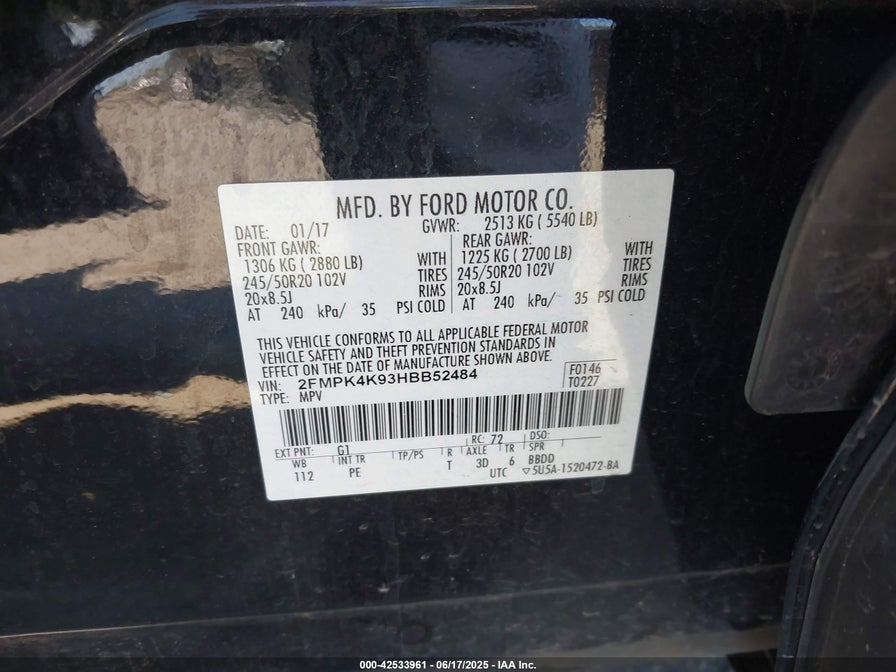 MFD. BY FORD MOTOR CO.
DATE: 01/17 GVWR: 2513 KG ( 5540 LB)
FRONT GAWR: REAR GAWR:
1306 KG ( 2880 LB) WITH 1225 KG ( 2700 LB) WITH
245/50R20 102V TIRES 245/50R20 102V TIRES
20x8.5J RIMS 20x8.5J RIMS
AT 240 kPa/ 35 PSI COLD AT 240 kPa/ 35 PSI COLD
THIS VEHICLE CONFORMS TO ALL APPLICABLE FEDERAL MOTOR
VEHICLE SAFETY AND THEFT PREVENTION STANDARDS IN
EFFECT ON THE DATE OF MANUFACTURE SHOWN ABOVE.
VIN: 2FMPK4K93HBB52484 F0146
TYPE: MPV T0227
EXT PNT: G1 RC: 72 DSO:
WB INT TR TP/PS R AXLE TR SPR
112 PE T 3D 6 BBDD
UTC ▽5U5A-1520472-BA
000-42533961 - 06/17/2025 - IAA Inc.